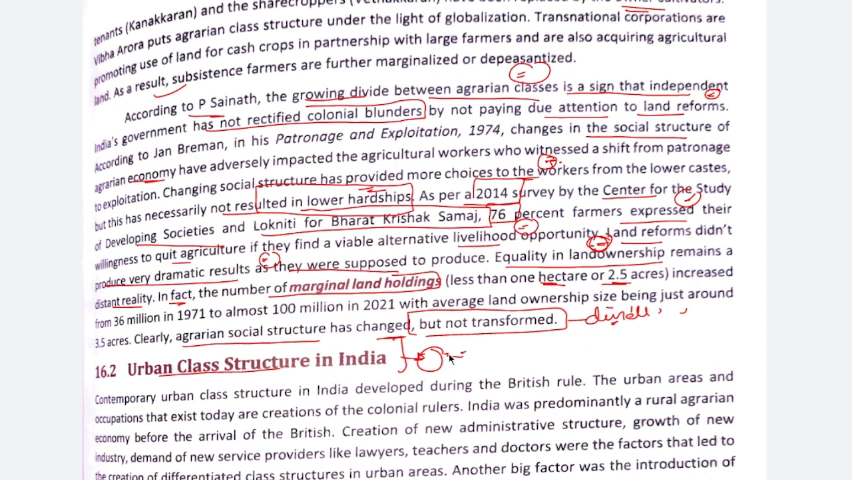 tenants (Kanakkaran) and the sharecroppers
Vibha Arora puts agrarian class structure under the light of globalization. Transnational corporations are
promoting use of land for cash crops in partnership with large farmers and are also acquiring agricultural
land. As a result, subsistence farmers are further marginalized or depeasantized.
According to P Sainath, the growing divide between agrarian classes is a sign that independent
India's government has not rectified colonial blunders by not paying due attention to land reforms.
According to Jan Breman, in his Patronage and Exploitation, 1974, changes in the social structure of
agrarian economy have adversely impacted the agricultural workers who witnessed a shift from patronage
to exploitation. Changing social structure has provided more choices to the workers from the lower castes,
but this has necessarily not resulted in lower hardships. As per a 2014 survey by the Center for the Study
of Developing Societies and Lokniti for Bharat Krishak Samaj, 76 percent farmers expressed their
willingness to quit agriculture if they find a viable alternative livelihood opportunity. Land reforms didn't
produce very dramatic results as they were supposed to produce. Equality in landownership remains a
distant reality. In fact, the number of marginal land holdings (less than one hectare or 2.5 acres) increased
from 36 million in 1971 to almost 100 million in 2021 with average land ownership size being just around
3.5 acres. Clearly, agrarian social structure has changed, but not transformed.
16.2 Urban Class Structure in India
Contemporary urban class structure in India developed during the British rule. The urban areas and
occupations that exist today are creations of the colonial rulers. India was predominantly a rural agrarian
economy before the arrival of the British. Creation of new administrative structure, growth of new
industry, demand of new service providers like lawyers, teachers and doctors were the factors that led to
the creation of differentiated class structures in urban areas. Another big factor was the introduction of